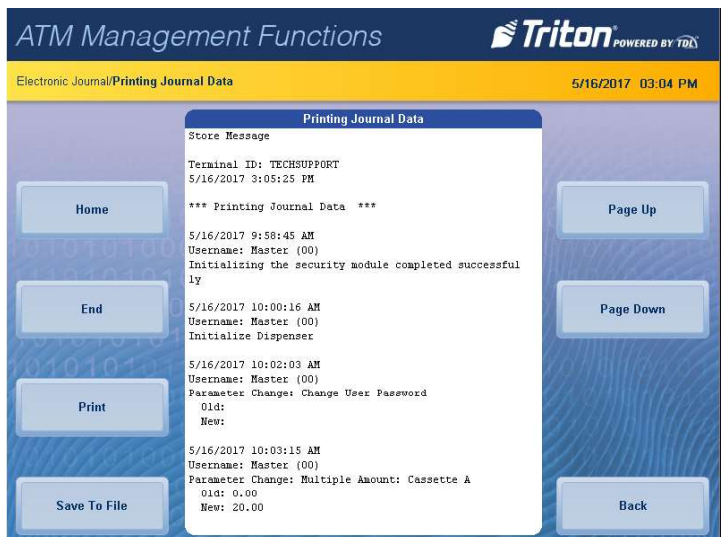 ATM Management Functions
Triton POWERED BY TDL
Electronic Journal/Printing Journal Data
5/16/2017 03:04 PM
Printing Journal Data
Store Message
Terminal ID: TECHSUPPORT
5/16/2017 3:05:25 PM
*** Printing Journal Data ***
5/16/2017 9:58:45 AM
Username: Master (00)
Initializing the security module completed successful
ly
5/16/2017 10:00:16 AM
Username: Master (00)
Initialize Dispenser
5/16/2017 10:02:03 AM
Username: Master (00)
Parameter Change: Change User Password
Old:
New:
5/16/2017 10:03:15 AM
Username: Master (00)
Parameter Change: Multiple Amount: Cassette A
Old: 0.00
New: 20.00
Home
End
Print
Save To File
Page Up
Page Down
Back